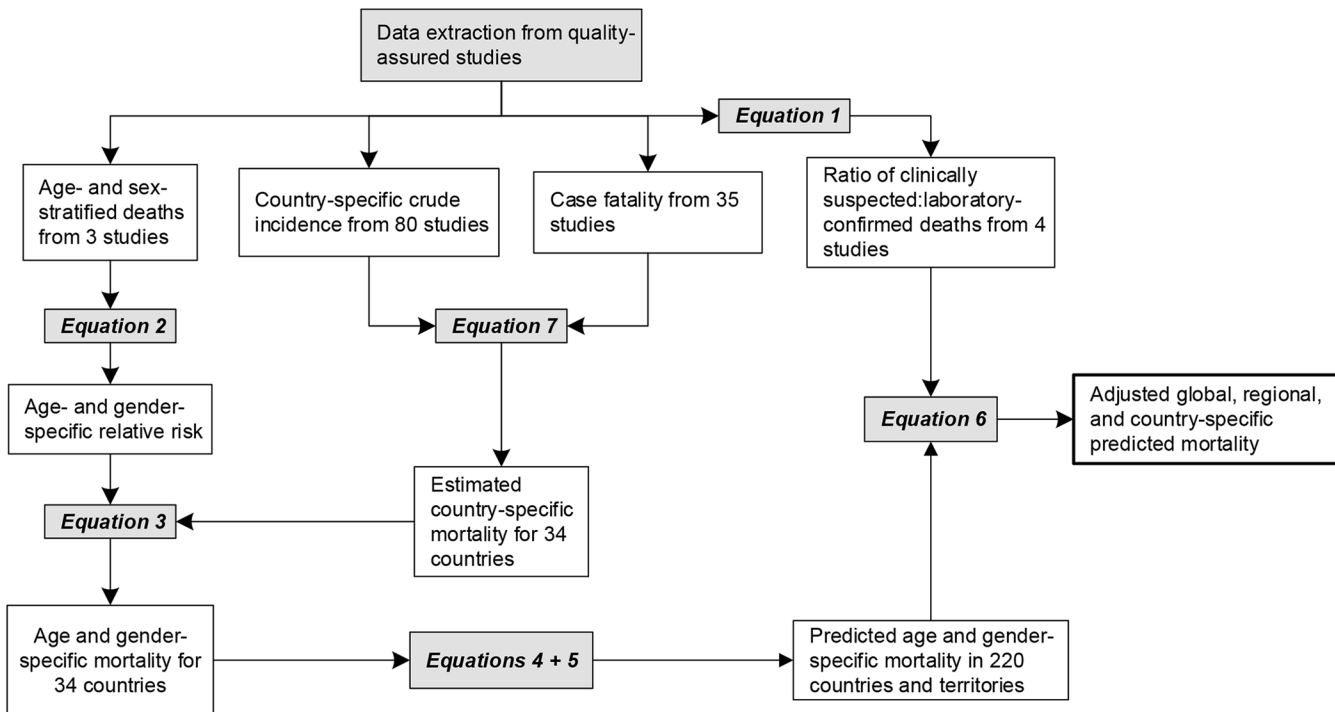 Data extraction from quality-
assured studies
Equation 1
Age- and sex-
stratified deaths
from 3 studies
Country-specific crude
incidence from 80 studies
Case fatality from 35
studies
Ratio of clinically
suspected:laboratory-
confirmed deaths from 4
studies
Equation 2
Equation 7
Age- and gender-
specific relative risk
Equation 6
Adjusted global, regional,
and country-specific
predicted mortality
Equation 3
Estimated
country-specific
mortality for 34
countries
Age and gender-
specific mortality for
34 countries
Equations 4 + 5
Predicted age and gender-
specific mortality in 220
countries and territories